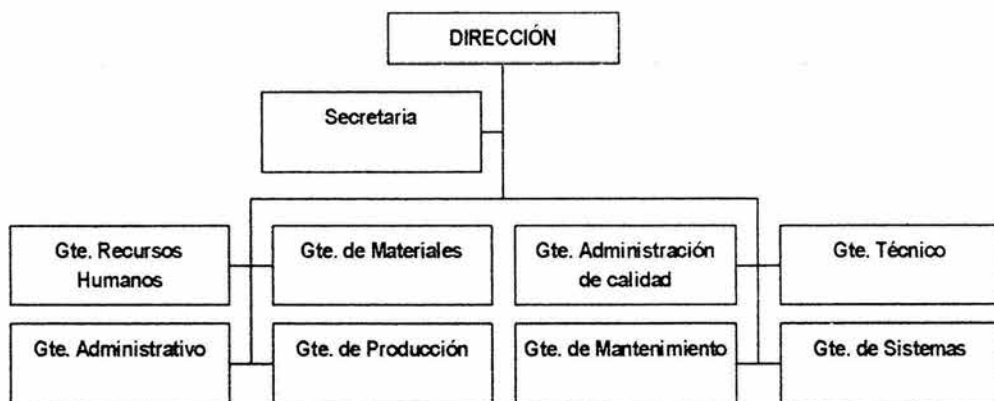 DIRECCIÓN
Secretaria
Gte. Recursos
Humanos
Gte. de Materiales
Gte. Administración
de calidad
Gte. Técnico
Gte. Administrativo
Gte. de Producción
Gte. de Mantenimiento
Gte. de Sistemas